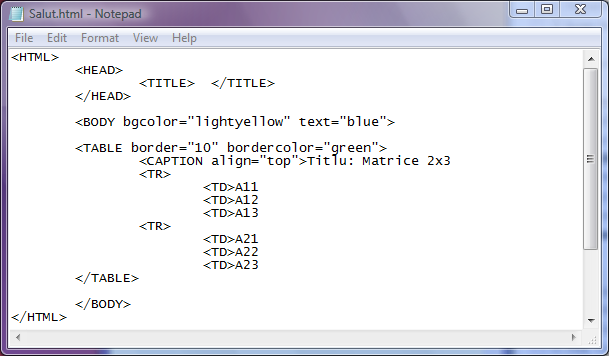 Salut.html - Notepad
File Edit Format View Help
<HTML>
<HEAD>
<TITLE> </TITLE>
</HEAD>
<BODY bgcolor="lightyellow" text="blue">
<TABLE border="10" bordercolor="green">
<CAPTION align="top">Titlu: Matrice 2x3
<TR>
<TD>A11
<TD>A12
<TD>A13
<TR>
<TD>A21
<TD>A22
<TD>A23
</TABLE>
</BODY>
</HTML>